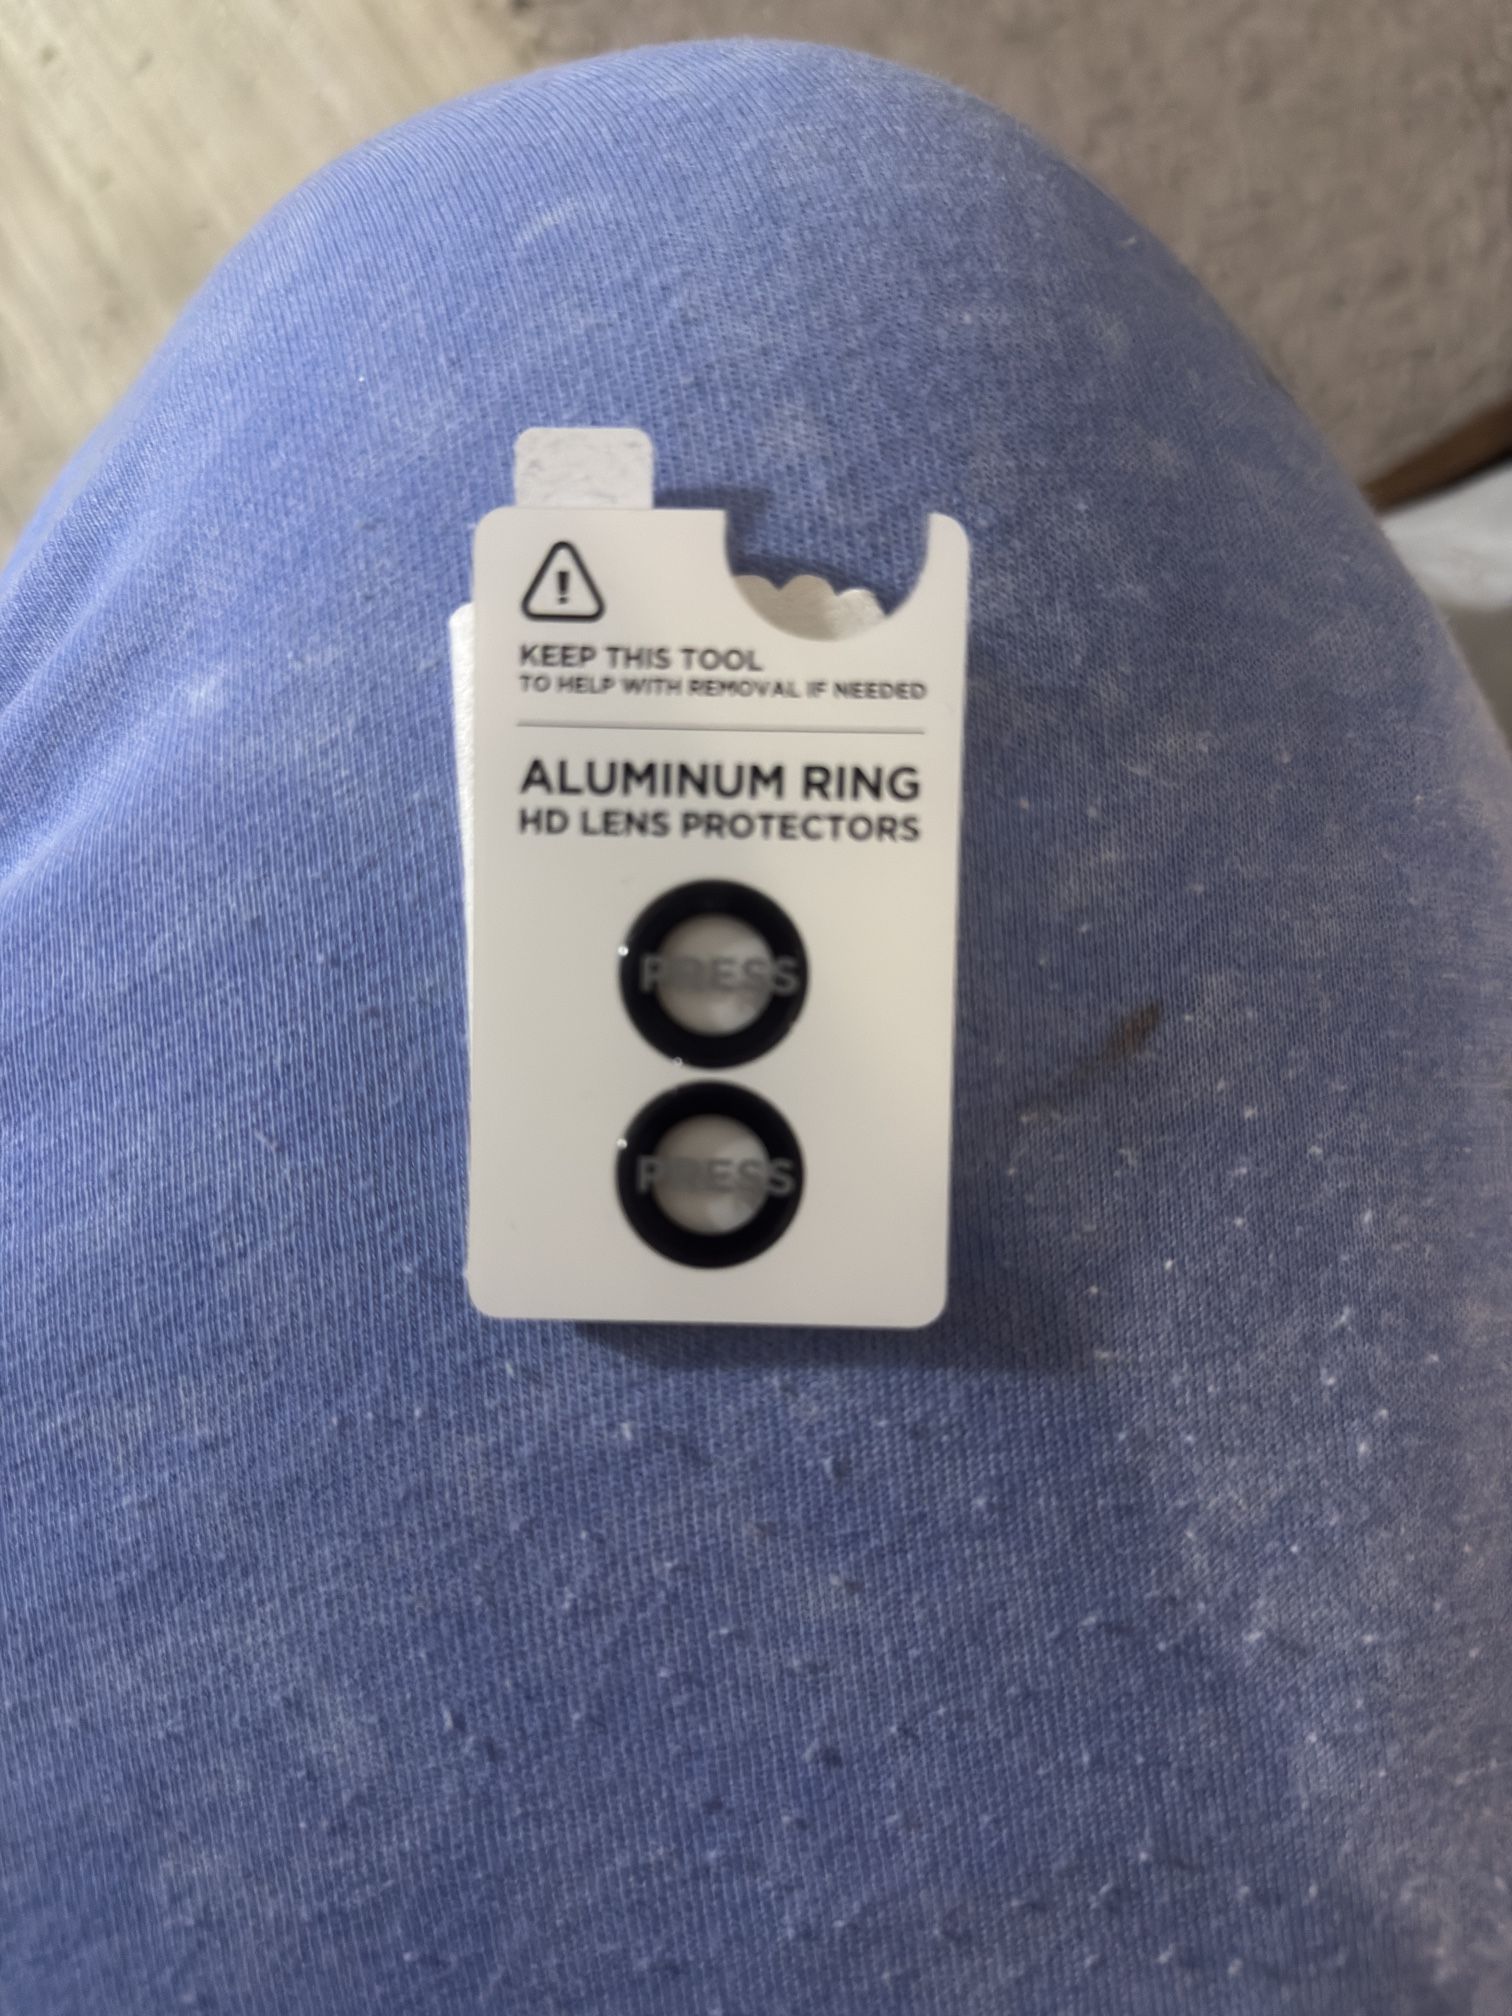 !
KEEP THIS TOOL
TO HELP WITH REMOVAL IF NEEDED
ALUMINUM RING
HD LENS PROTECTORS
PRESS
PRESS